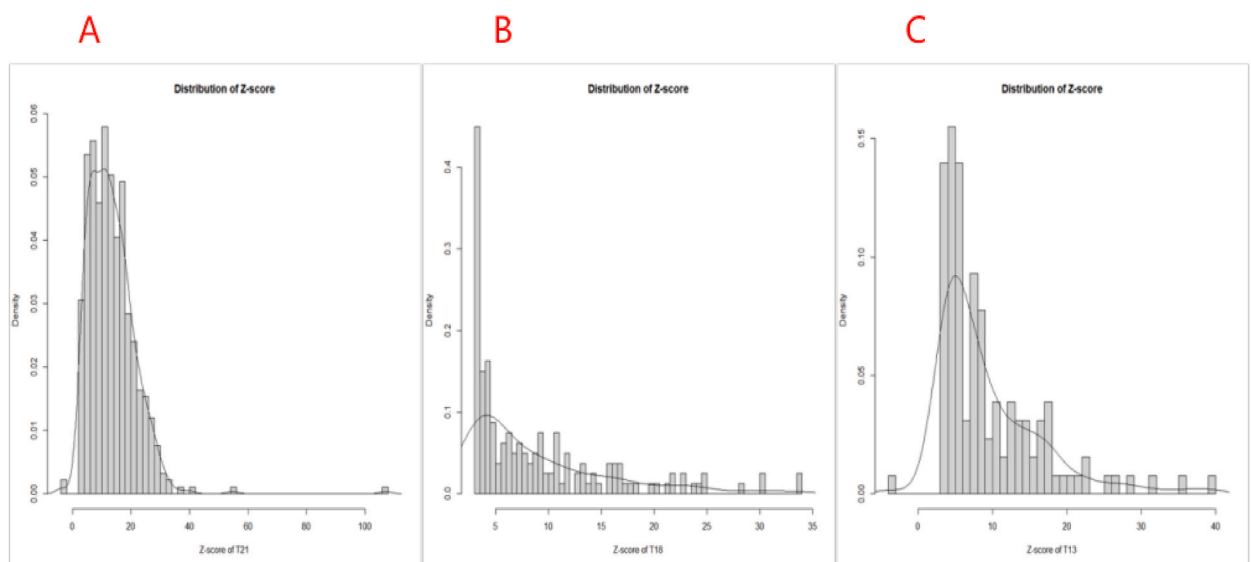 A B C
Distribution of Z-score Distribution of Z-score Distribution of Z-score
Density
0.00 0.01 0.02 0.03 0.04 0.05 0.06
0 20 40 60 80 100
Z-score of T21
Density
0.0 0.1 0.2 0.3 0.4
5 10 15 20 25 30 35
Z-score of T18
Density
0.00 0.05 0.10 0.15
0 10 20 30 40
Z-score of T13